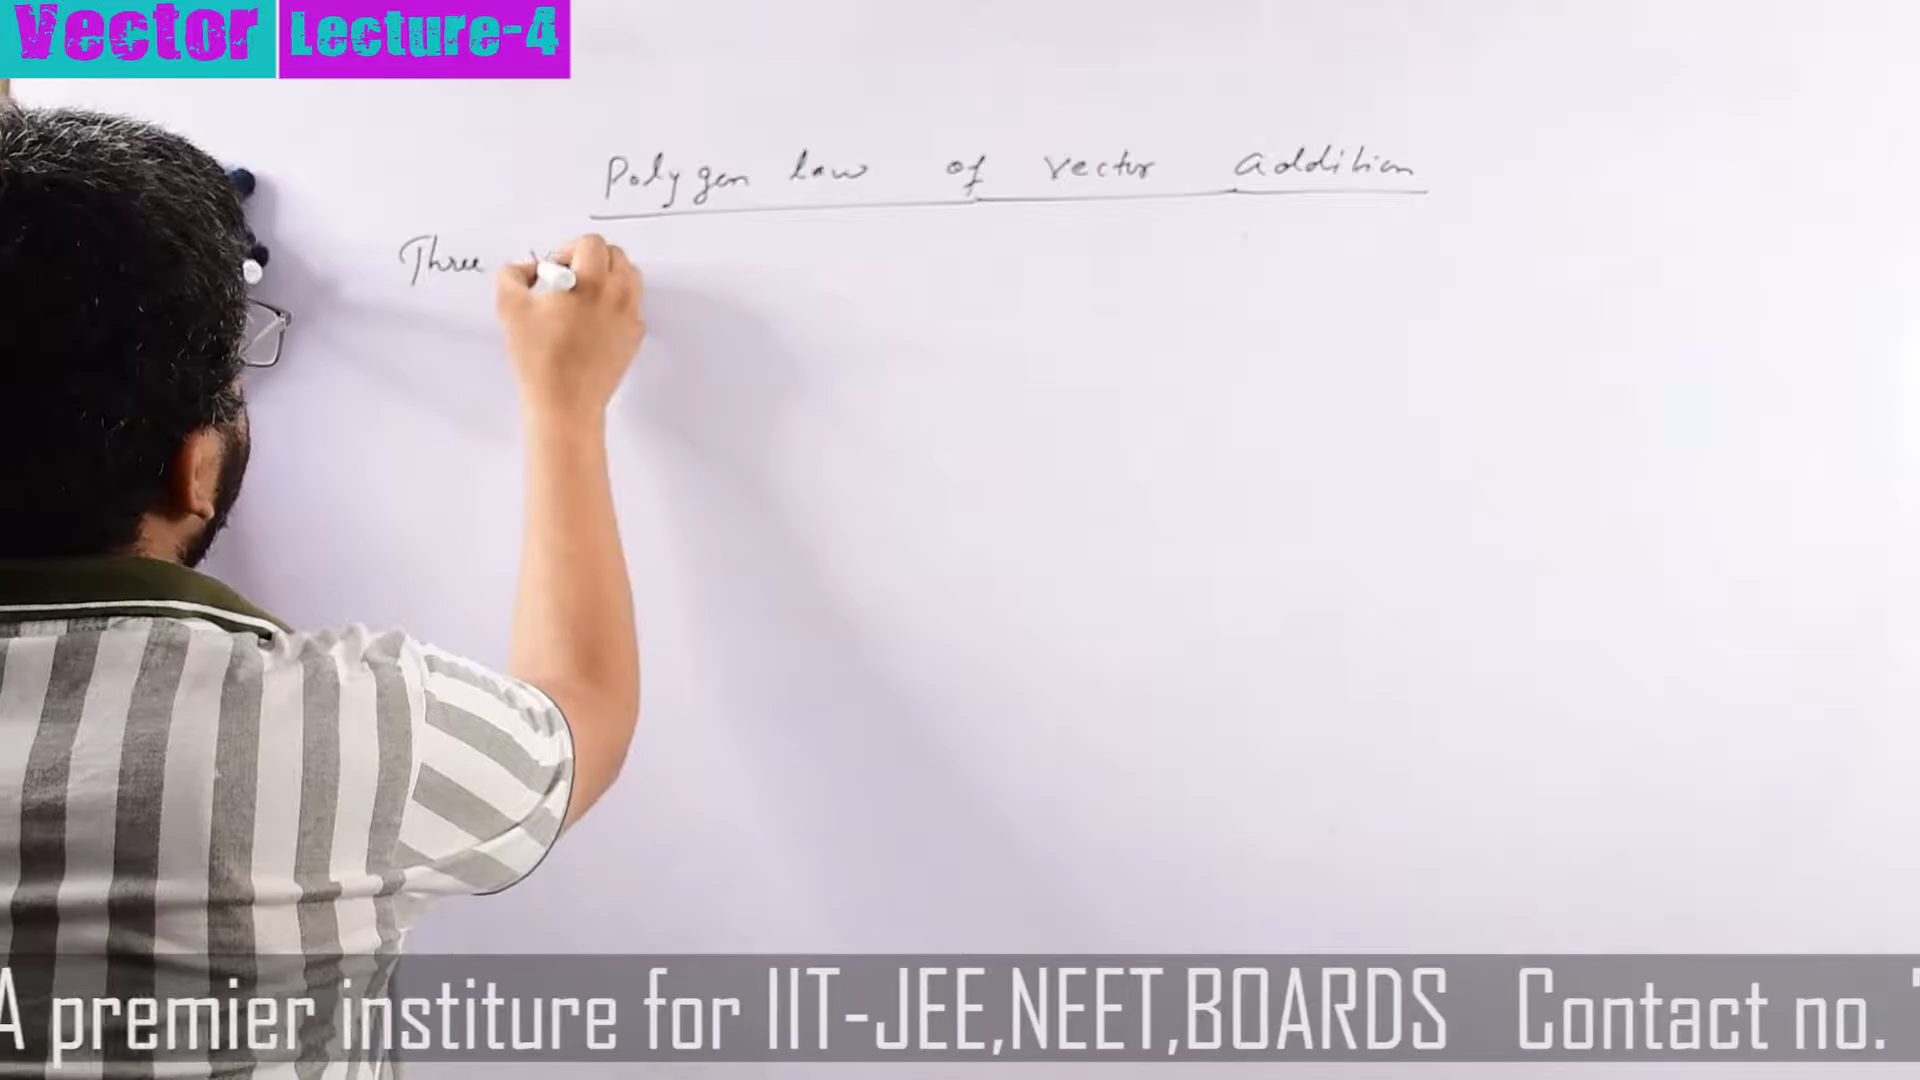 Vector Lecture-4
Polygon law of vector addition
Three
A premier institure for IIT-JEE,NEET,BOARDS Contact no.